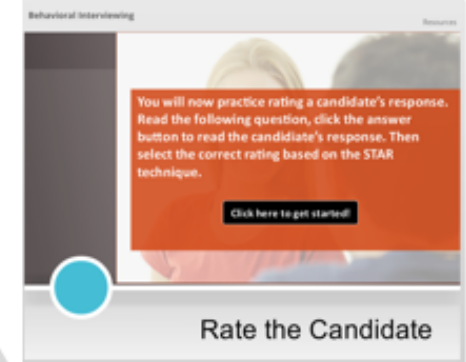 Behavioral Interviewing
Resources
You will now practice rating a candidate's response.
Read the following question, click the answer
button to read the candidiate's response. Then
select the correct rating based on the STAR
technique.
Click here to get started!
Rate the Candidate